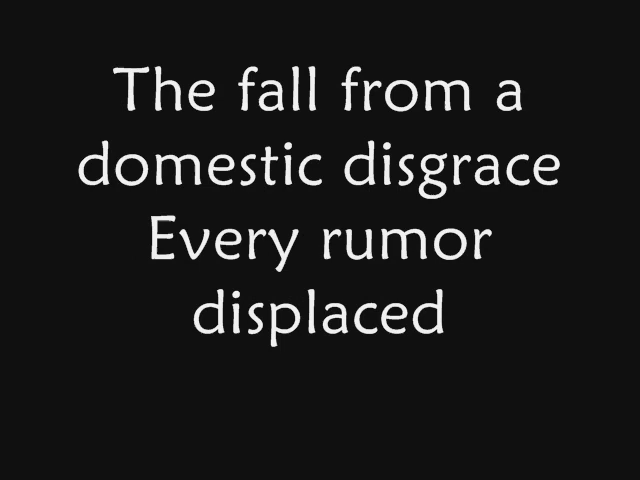 The fall from a
domestic disgrace
Every rumor
displaced